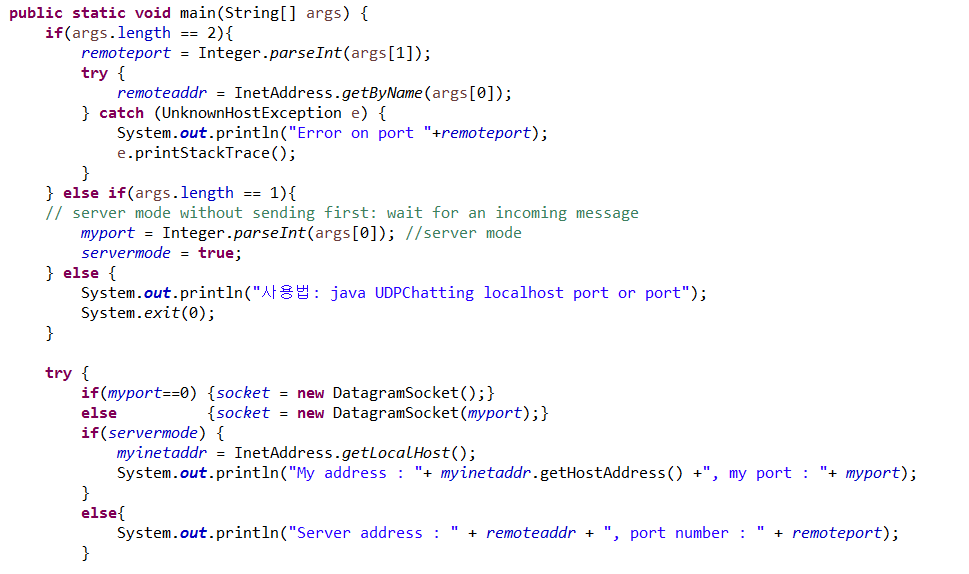 public static void main(String[] args) {
    if(args.length == 2){
        remoteport = Integer.parseInt(args[1]);
        try {
            remoteaddr = InetAddress.getByName(args[0]);
        } catch (UnknownHostException e) {
            System.out.println("Error on port "+remoteport);
            e.printStackTrace();
        }
    } else if(args.length == 1){
    // server mode without sending first: wait for an incoming message
        myport = Integer.parseInt(args[0]); //server mode
        servermode = true;
    } else {
        System.out.println("사용법: java UDPChatting localhost port or port");
        System.exit(0);
    }

    try {
        if(myport==0) {socket = new DatagramSocket();}
        else          {socket = new DatagramSocket(myport);}
        if(servermode) {
            myinetaddr = InetAddress.getLocalHost();
            System.out.println("My address : "+ myinetaddr.getHostAddress() +", my port : "+ myport);
        }
        else{
            System.out.println("Server address : " + remoteaddr + ", port number : " + remoteport);
        }